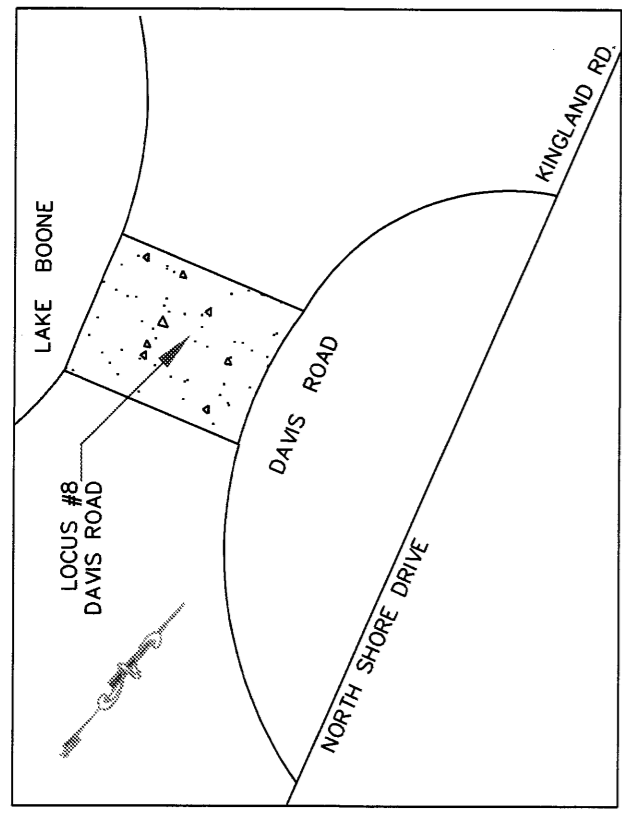 LAKE BOONE
LOCUS #8
DAVIS ROAD
DAVIS ROAD
NORTH SHORE DRIVE
KINGLAND RD.